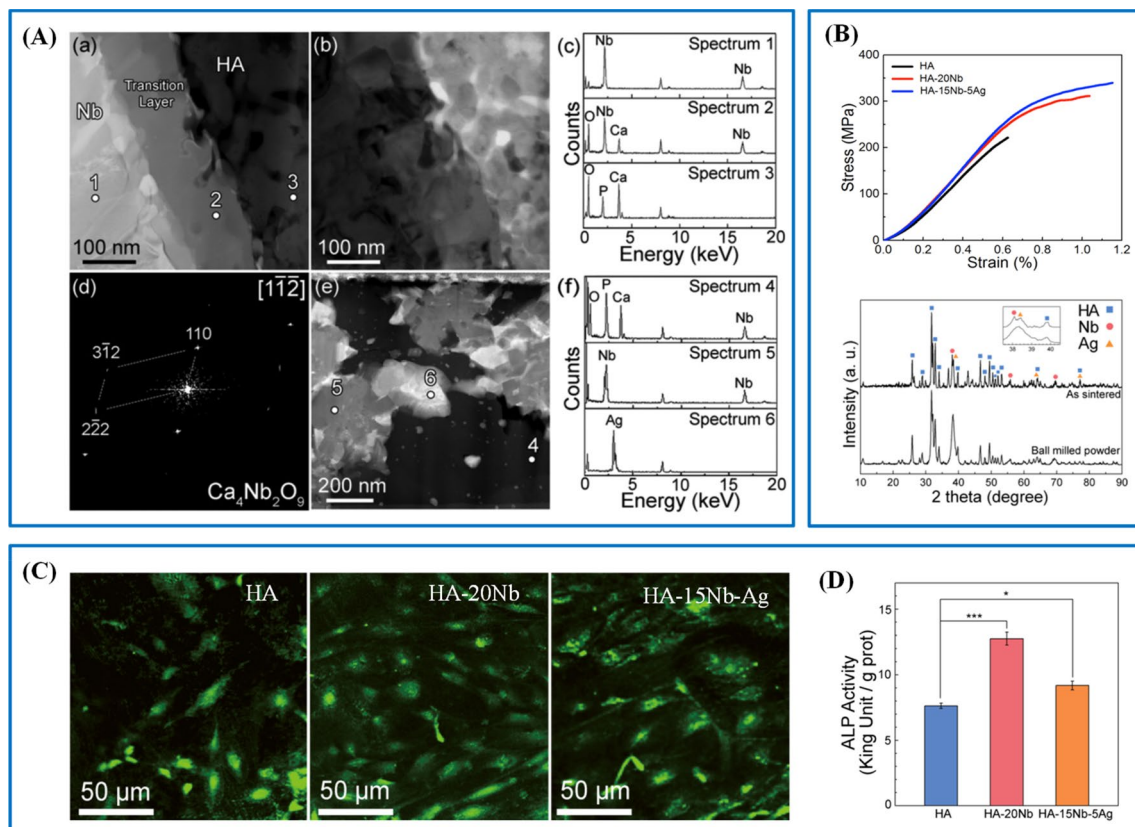 (A)
(a)
HA
Transition
Layer
Nb
1
2
3
100 nm
(b)
100 nm
(c)
Nb
Spectrum 1
Nb
O
Nb
Spectrum 2
Ca
Nb
O
Ca
Spectrum 3
P
Counts
0 5 10 15 20
Energy (keV)
(d)
[11̅2̅]
110
31̅2
22̅2
Ca₄Nb₂O₉
(e)
5
6
4
200 nm
(f)
O
P
Ca
Spectrum 4
Nb
Nb
Spectrum 5
Nb
Ag
Spectrum 6
Counts
0 5 10 15 20
Energy (keV)
(B)
HA
HA-20Nb
HA-15Nb-5Ag
Stress (MPa)
400
300
200
100
0
0.0 0.2 0.4 0.6 0.8 1.0 1.2
Strain (%)
HA
Nb
Ag
38 39 40
Intensity (a. u.)
As sintered
Ball milled powder
10 20 30 40 50 60 70 80 90
2 theta (degree)
(C)
HA
50 μm
HA-20Nb
50 μm
HA-15Nb-Ag
50 μm
(D)
ALP Activity
(King Unit / g prot)
15
10
5
0
***
*
HA HA-20Nb HA-15Nb-5Ag